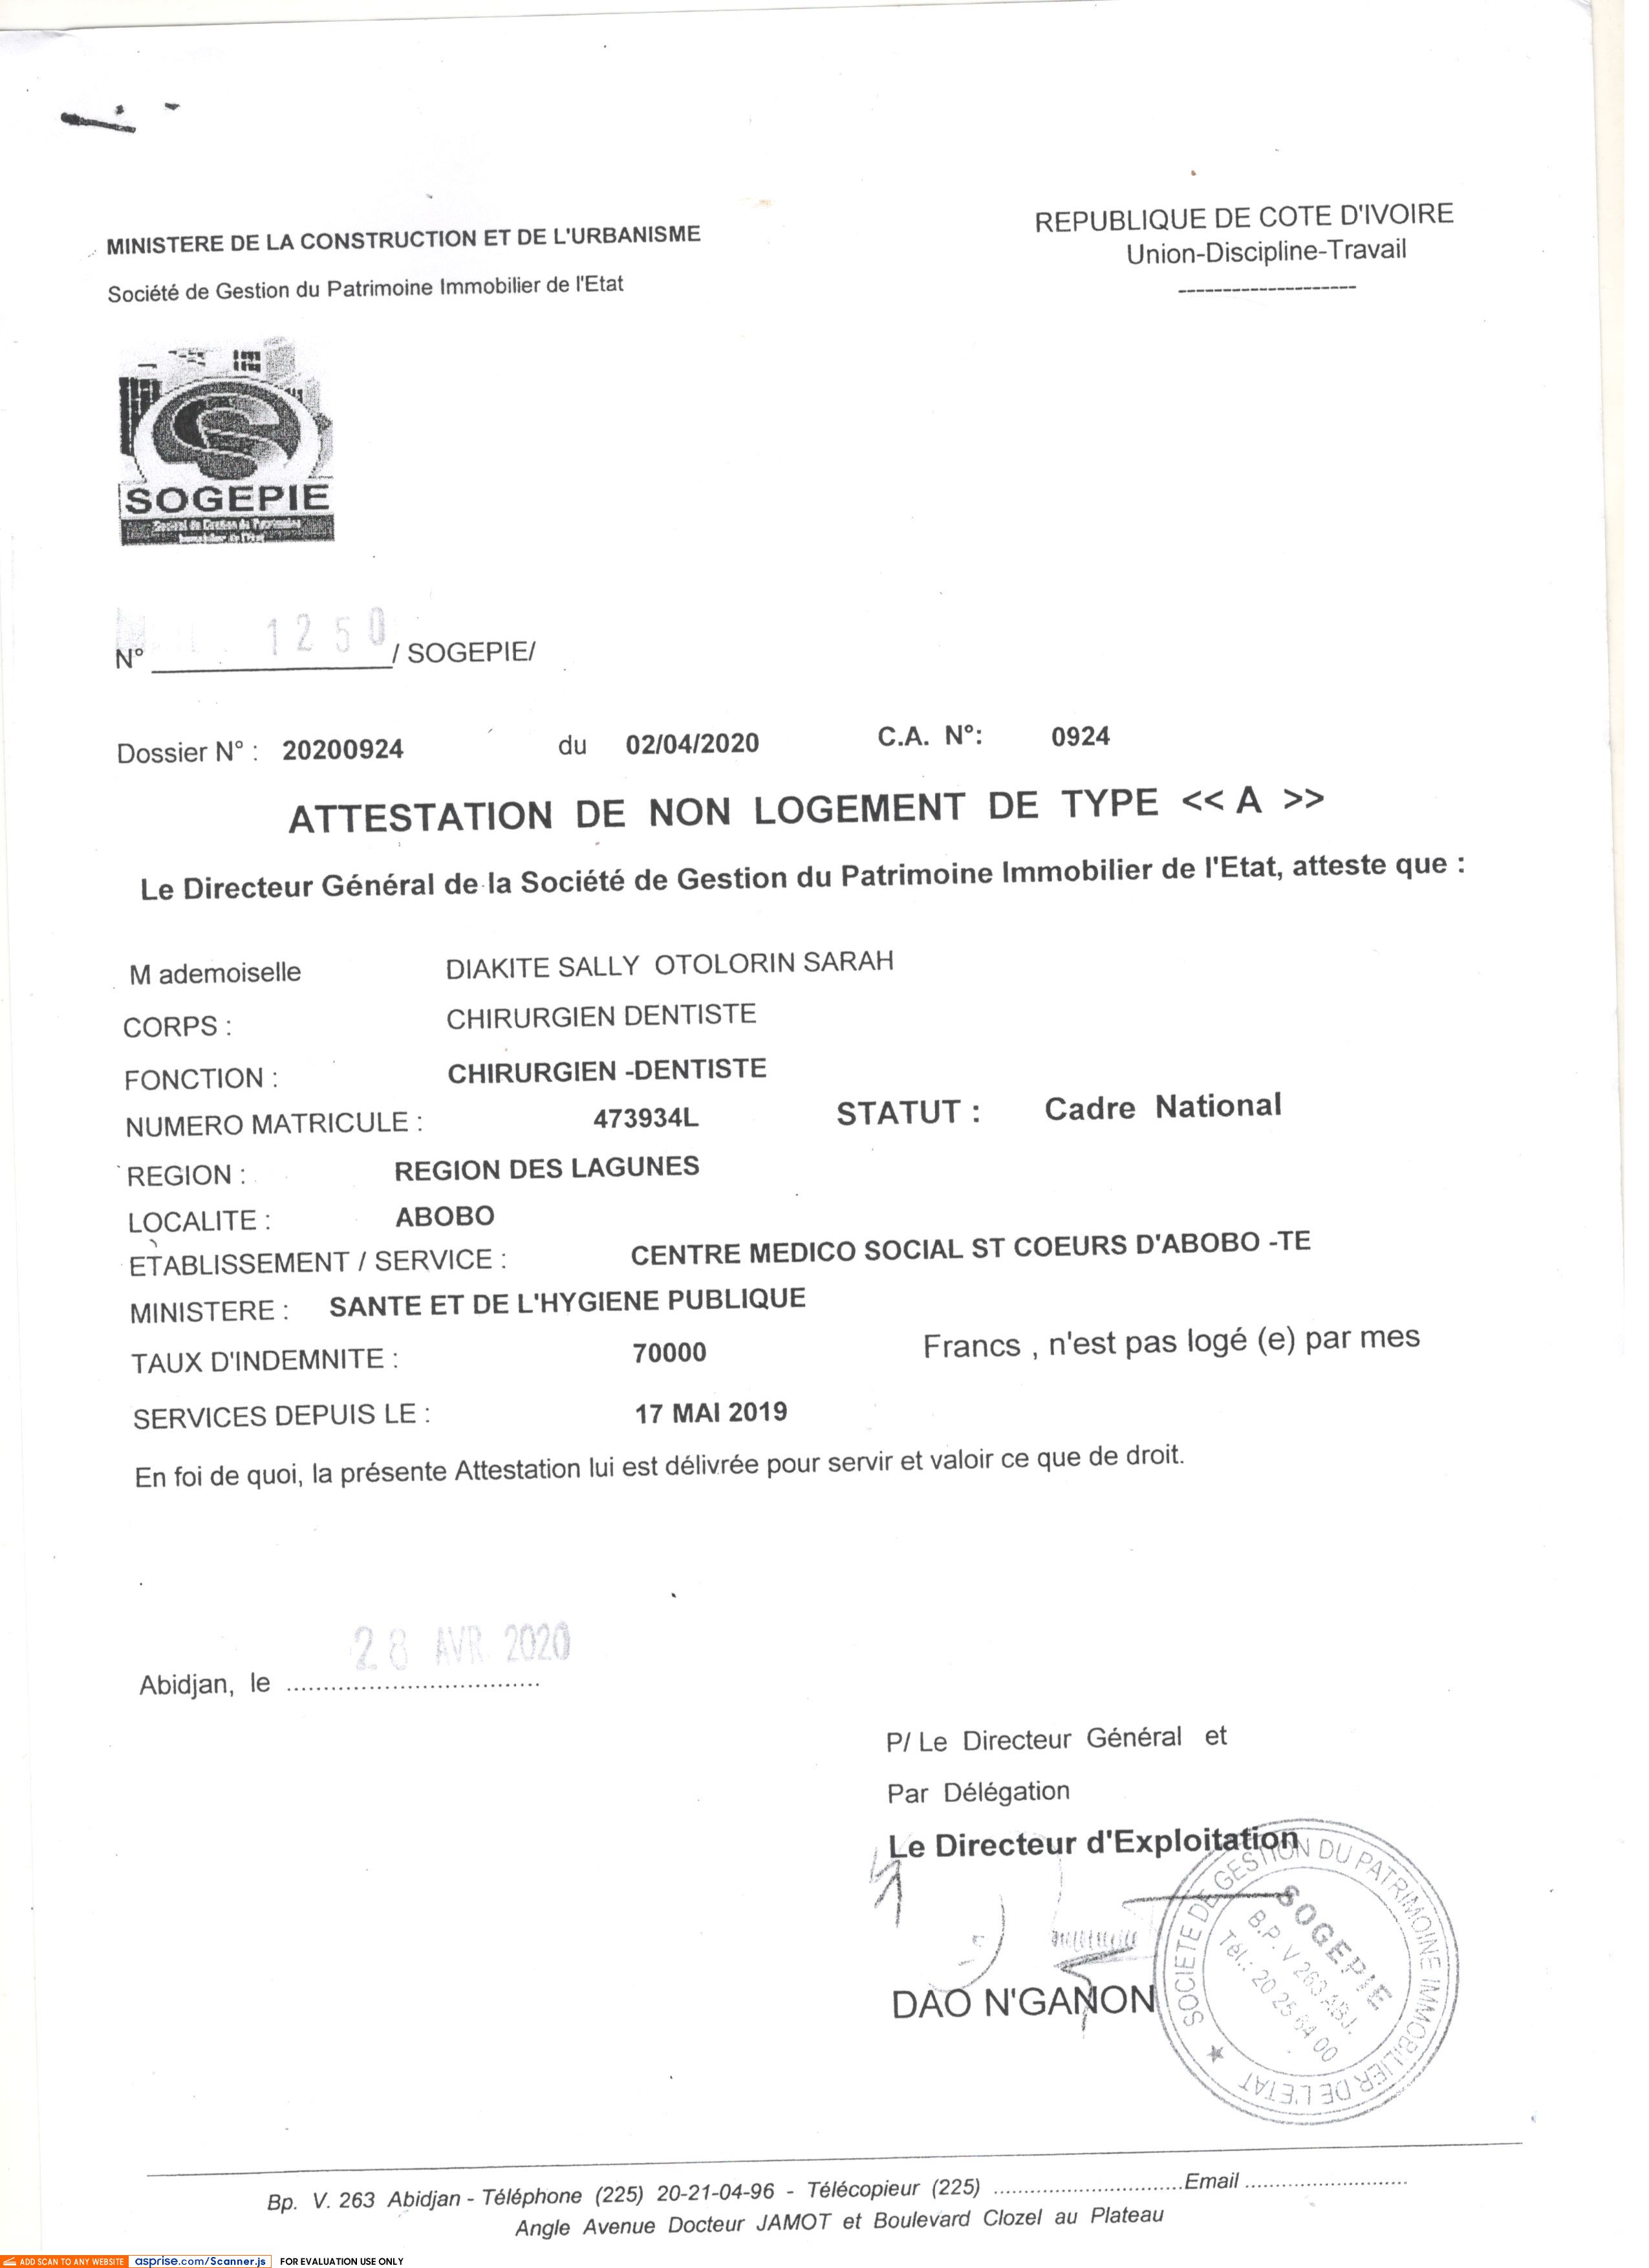 MINISTERE DE LA CONSTRUCTION ET DE L'URBANISME
Société de Gestion du Patrimoine Immobilier de l'Etat
REPUBLIQUE DE COTE D'IVOIRE
Union-Discipline-Travail
--------------------
SOGEPIE
Société de Gestion du Patrimoine
Immobilier de l'Etat
N° 1250 / SOGEPIE/
Dossier N° : 20200924 du 02/04/2020 C.A. N°: 0924
ATTESTATION DE NON LOGEMENT DE TYPE << A >>
Le Directeur Général de la Société de Gestion du Patrimoine Immobilier de l'Etat, atteste que :
M ademoiselle DIAKITE SALLY OTOLORIN SARAH
CORPS : CHIRURGIEN DENTISTE
FONCTION : CHIRURGIEN -DENTISTE
NUMERO MATRICULE : 473934L STATUT : Cadre National
REGION : REGION DES LAGUNES
LOCALITE : ABOBO
ETABLISSEMENT / SERVICE : CENTRE MEDICO SOCIAL ST COEURS D'ABOBO -TE
MINISTERE : SANTE ET DE L'HYGIENE PUBLIQUE
TAUX D'INDEMNITE : 70000 Francs , n'est pas logé (e) par mes
SERVICES DEPUIS LE : 17 MAI 2019
En foi de quoi, la présente Attestation lui est délivrée pour servir et valoir ce que de droit.
Abidjan, le 28 AVR. 2020
P/ Le Directeur Général et
Par Délégation
Le Directeur d'Exploitation
DAO N'GANON
SOCIETE DE GESTION DU PATRIMOINE IMMOBILIER DE L'ETAT
SOGEPIE
B.P. V 263 ABJ.
Tél.: 20 25 64 00
Bp. V. 263 Abidjan - Téléphone (225) 20-21-04-96 - Télécopieur (225) ..............................Email ..........................
Angle Avenue Docteur JAMOT et Boulevard Clozel au Plateau
ADD SCAN TO ANY WEBSITE asprise.com/Scanner.js FOR EVALUATION USE ONLY